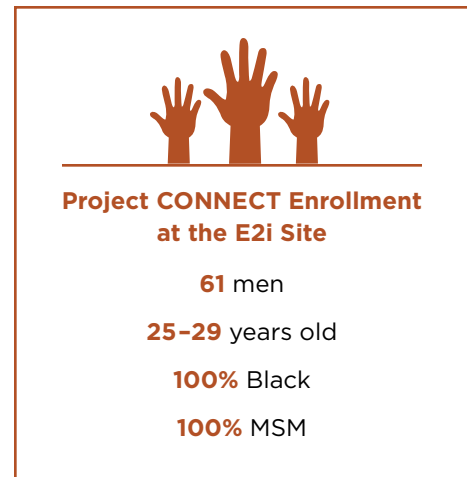 Project CONNECT Enrollment
at the E2i Site
61 men
25–29 years old
100% Black
100% MSM